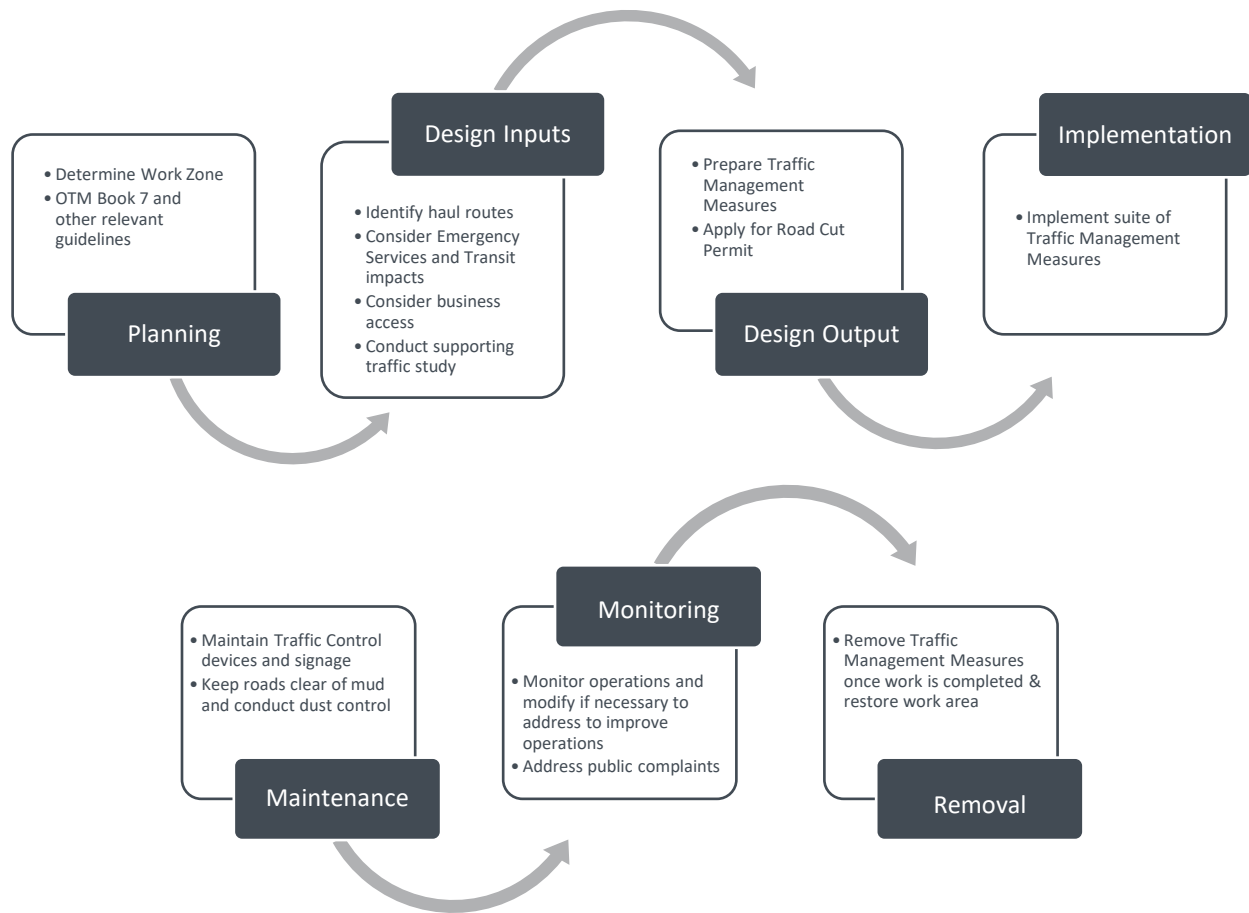 • Determine Work Zone
• OTM Book 7 and
other relevant
guidelines
Planning
Design Inputs
• Identify haul routes
• Consider Emergency
Services and Transit
impacts
• Consider business
access
• Conduct supporting
traffic study
• Prepare Traffic
Management
Measures
• Apply for Road Cut
Permit
Design Output
Implementation
• Implement suite of
Traffic Management
Measures
• Maintain Traffic Control
devices and signage
• Keep roads clear of mud
and conduct dust control
Maintenance
Monitoring
• Monitor operations and
modify if necessary to
address to improve
operations
• Address public complaints
• Remove Traffic
Management Measures
once work is completed &
restore work area
Removal